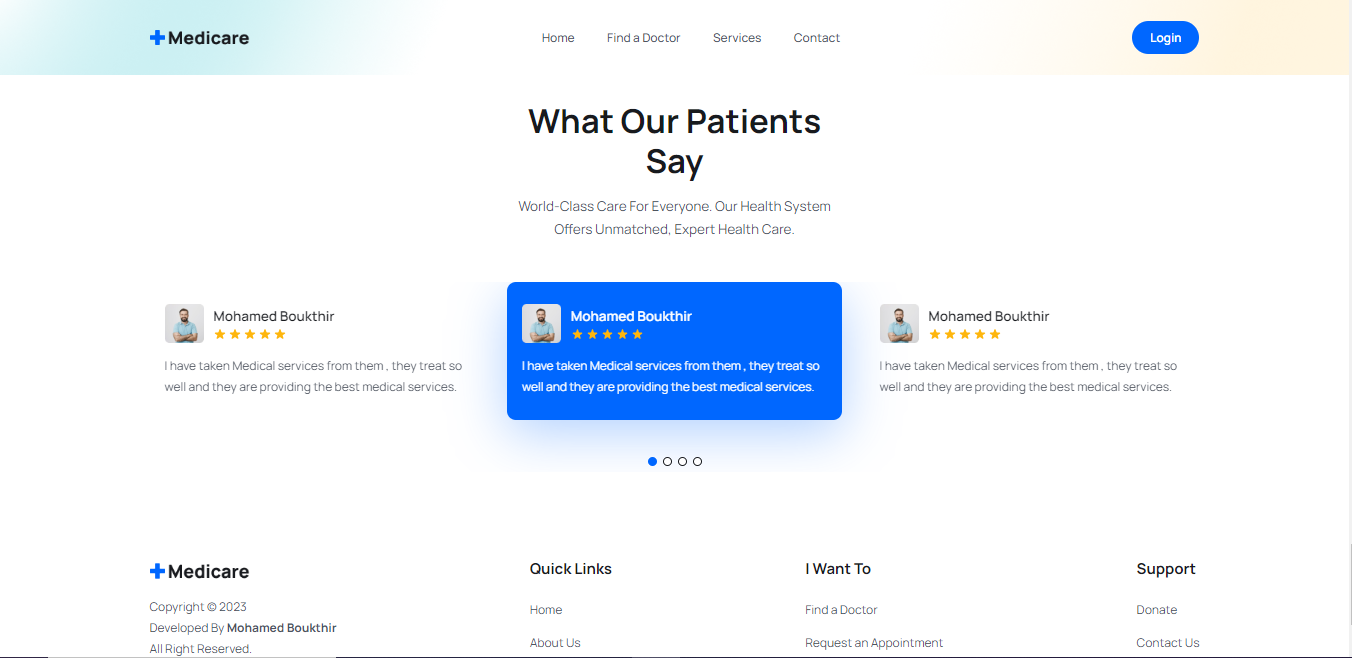 Medicare
Home Find a Doctor Services Contact
Login
What Our Patients
Say
World-Class Care For Everyone. Our Health System
Offers Unmatched, Expert Health Care.
Mohamed Boukthir
I have taken Medical services from them , they treat so
well and they are providing the best medical services.
Mohamed Boukthir
I have taken Medical services from them , they treat so
well and they are providing the best medical services.
Mohamed Boukthir
I have taken Medical services from them , they treat so
well and they are providing the best medical services.
Medicare
Copyright © 2023
Developed By Mohamed Boukthir
All Right Reserved.
Quick Links
Home
About Us
I Want To
Find a Doctor
Request an Appointment
Support
Donate
Contact Us